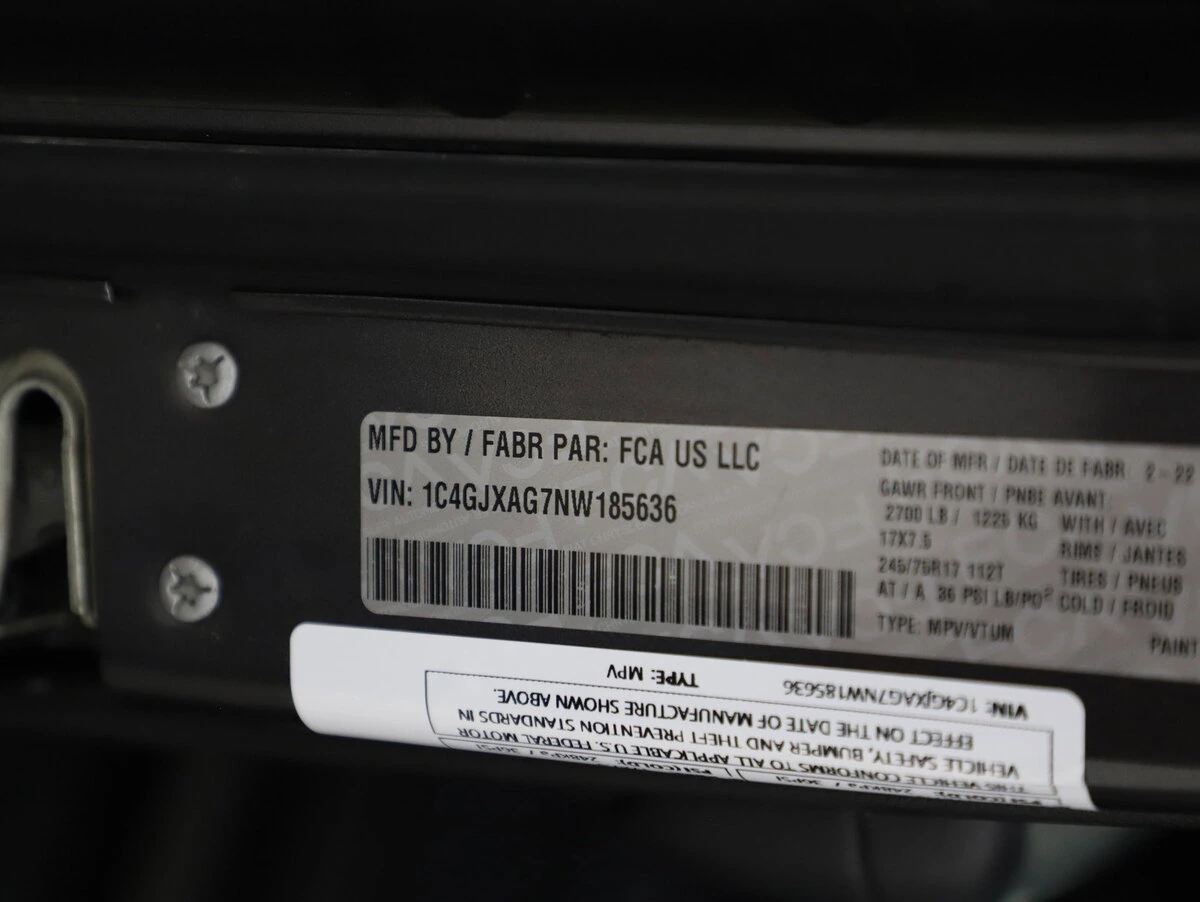 MFD BY / FABR PAR: FCA US LLC
VIN: 1C4GJXAG7NW185636
DATE OF MFR / DATE DE FABR 2 - 22
GAWR FRONT / PNBE AVANT
2700 LB / 1225 KG WITH / AVEC
17X7.5 RIMS / JANTES
245/75R17 112T TIRES / PNEUS
AT / A 36 PSI LB/PO² COLD / FROID
TYPE: MPV/VTUM
PAINT
THIS VEHICLE CONFORMS TO ALL APPLICABLE U.S. FEDERAL MOTOR
VEHICLE SAFETY, BUMPER AND THEFT PREVENTION STANDARDS IN
EFFECT ON THE DATE OF MANUFACTURE SHOWN ABOVE.
VIN: 1C4GJXAG7NW185636 TYPE: MPV